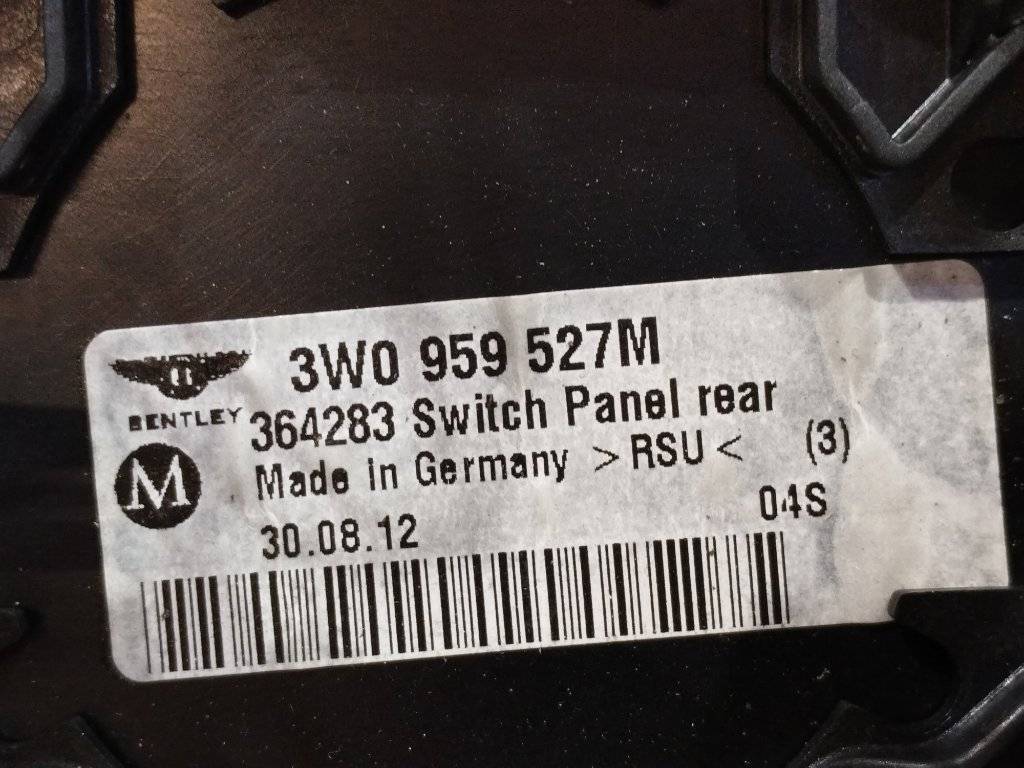 3W0 959 527M
BENTLEY
364283 Switch Panel rear
M
Made in Germany >RSU< (3)
30.08.12 04S